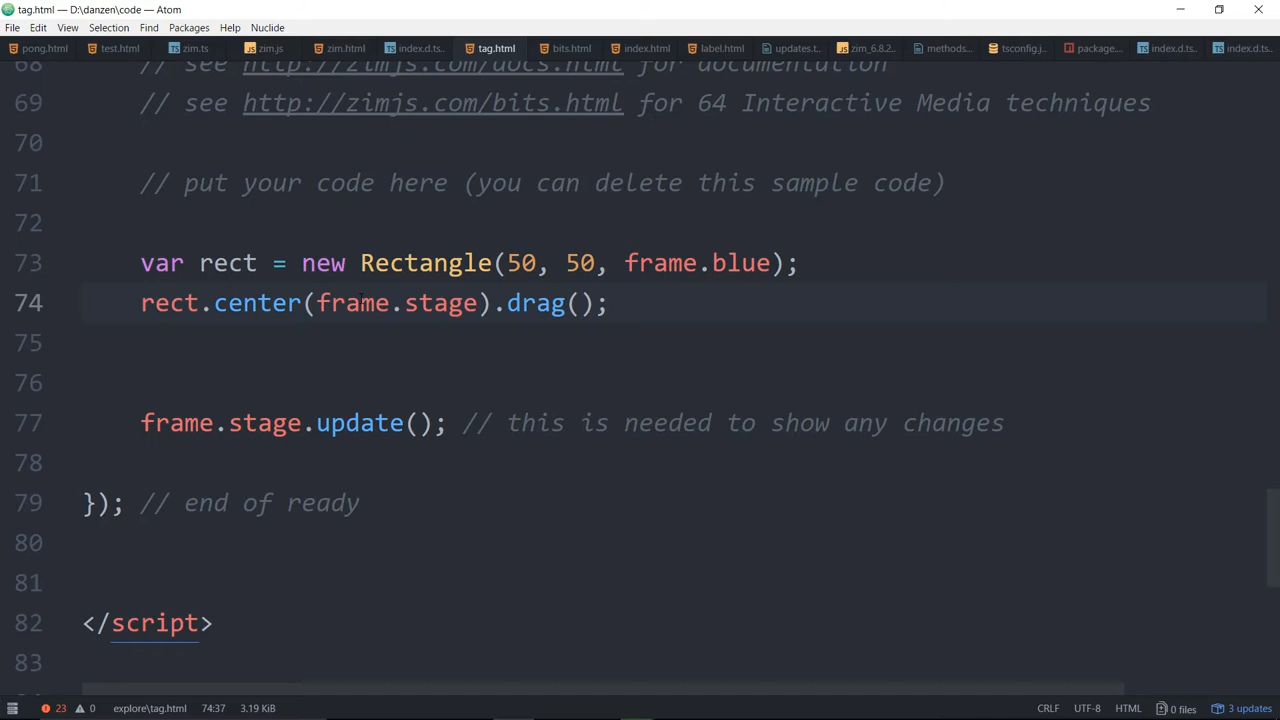 tag.html — D:\danzen\code — Atom
File Edit View Selection Find Packages Help Nuclide
pong.html test.html zim.ts zim.js zim.html index.d.ts.. tag.html bits.html index.html label.html updates.t.. zim_6.8.2.. methods.. tsconfig.j.. package.... index.d.ts.. index.d.ts..
68 // see http://zimjs.com/docs.html for documentation
69 // see http://zimjs.com/bits.html for 64 Interactive Media techniques
70
71 // put your code here (you can delete this sample code)
72
73 var rect = new Rectangle(50, 50, frame.blue);
74 rect.center(frame.stage).drag();
75
76
77 frame.stage.update(); // this is needed to show any changes
78
79 }); // end of ready
80
81
82 </script>
83
23 0 explore\tag.html 74:37 3.19 KiB CRLF UTF-8 HTML 0 files 3 updates